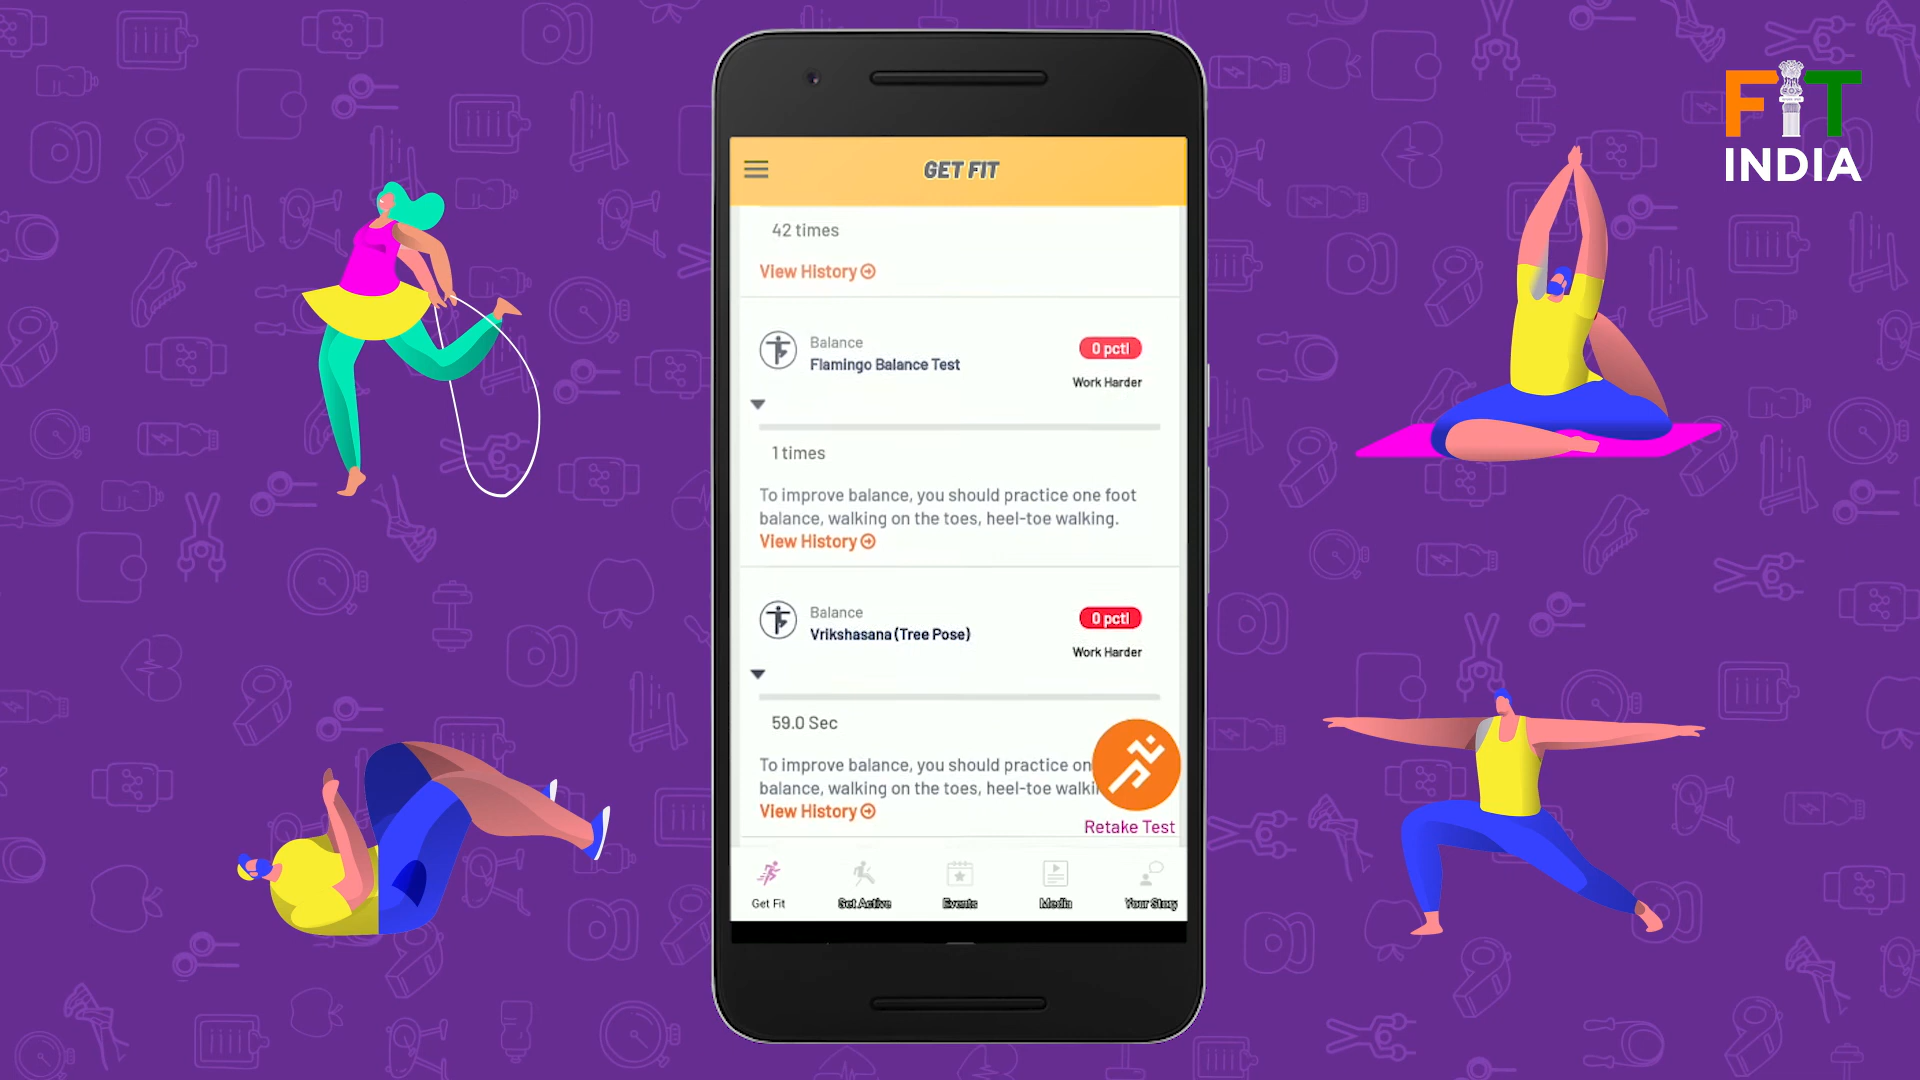 FIT
INDIA
GET FIT
42 times
View History
Balance
Flamingo Balance Test
0 pctl
Work Harder
1 times
To improve balance, you should practice one foot
balance, walking on the toes, heel-toe walking.
View History
Balance
Vrikshasana (Tree Pose)
0 pctl
Work Harder
59.0 Sec
To improve balance, you should practice on
balance, walking on the toes, heel-toe walki
View History
Retake Test
Get Fit
Get Active
Events
Media
Your Story